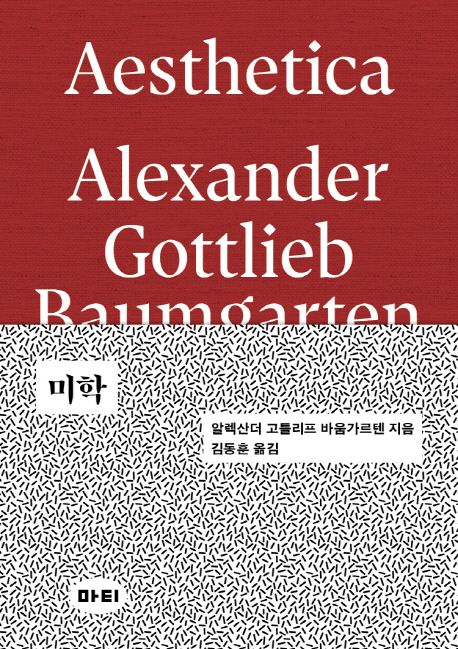 Aesthetica
Alexander
Gottlieb
Baumgarten
미학
알렉산더 고틀리프 바움가르텐 지음
김동훈 옮김
마티